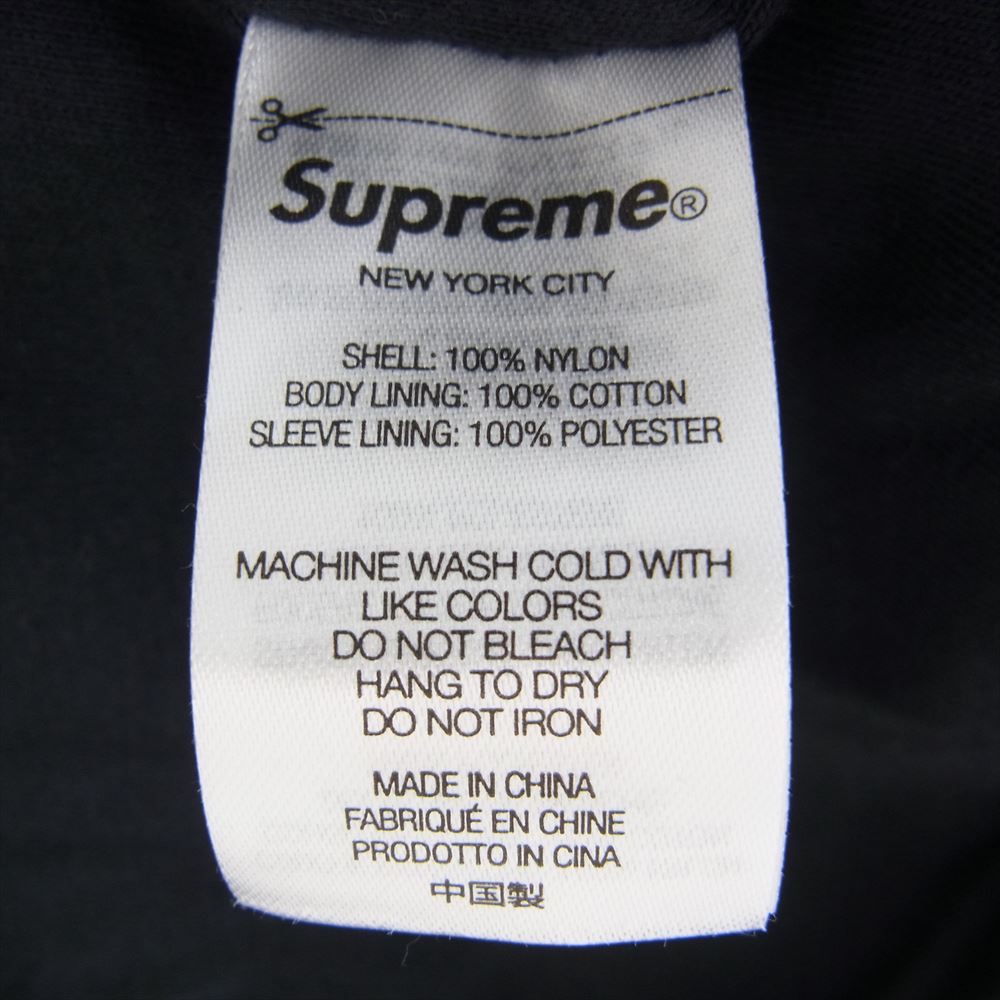 Supreme®
NEW YORK CITY
SHELL: 100% NYLON
BODY LINING: 100% COTTON
SLEEVE LINING: 100% POLYESTER
MACHINE WASH COLD WITH
LIKE COLORS
DO NOT BLEACH
HANG TO DRY
DO NOT IRON
MADE IN CHINA
FABRIQUÉ EN CHINE
PRODOTTO IN CINA
中国製